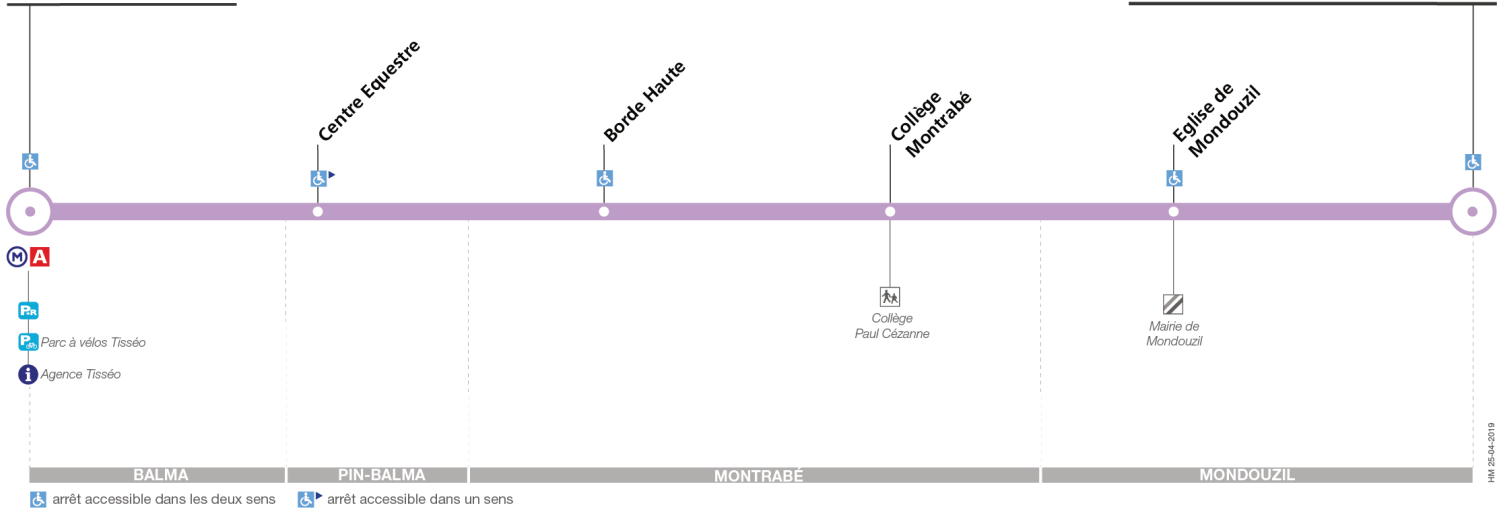 Centre Equestre
Borde Haute
Collège
Montrabé
Eglise de
Mondouzil
M A
P+R
P Parc à vélos Tisséo
i Agence Tisséo
Collège
Paul Cézanne
Mairie de
Mondouzil
BALMA
PIN-BALMA
MONTRABÉ
MONDOUZIL
arrêt accessible dans les deux sens
arrêt accessible dans un sens
HM 25-04-2019